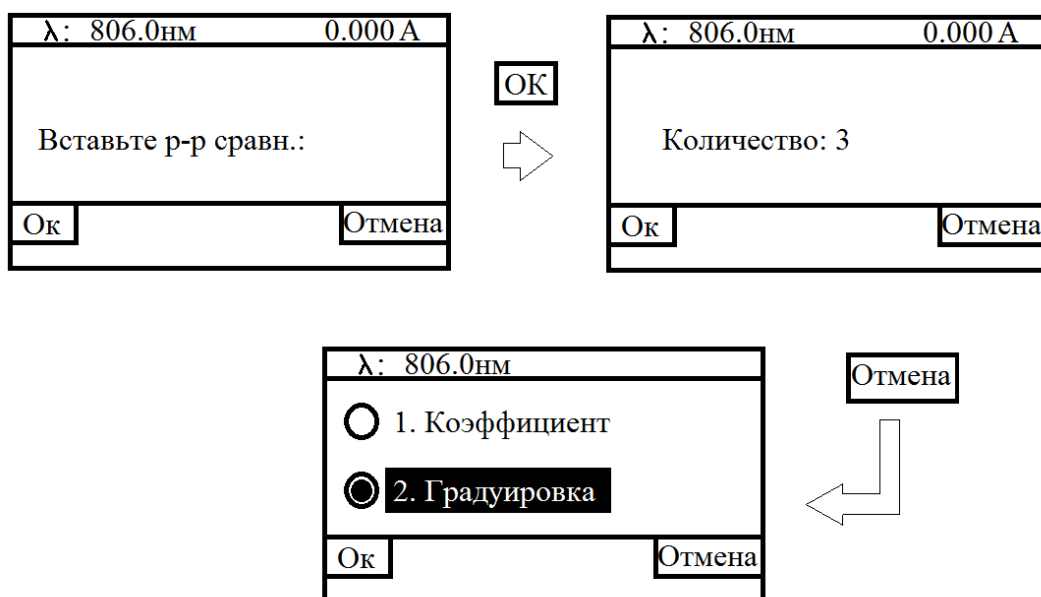 λ: 806.0нм 0.000 А
Вставьте р-р сравн.:
Ок Отмена
ОК
λ: 806.0нм 0.000 А
Количество: 3
Ок Отмена
λ: 806.0нм
1. Коэффициент
2. Градуировка
Ок Отмена
Отмена